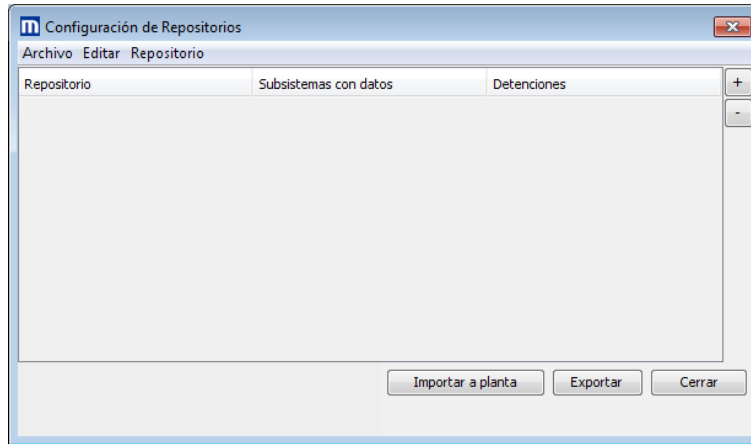 m Configuración de Repositorios
Archivo Editar Repositorio
Repositorio Subsistemas con datos Detenciones
+
-
Importar a planta Exportar Cerrar